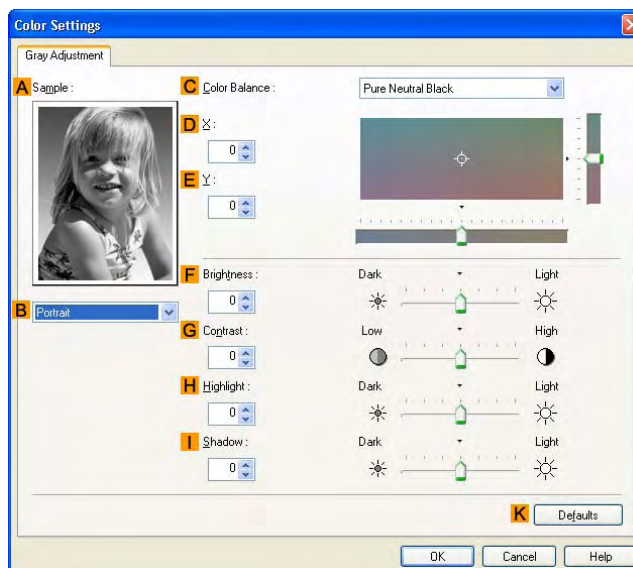 Color Settings
Gray Adjustment
A Sample :
C Color Balance : Pure Neutral Black
D X :
0
E Y :
0
F Brightness : Dark Light
0
B Portrait
G Contrast : Low High
0
H Highlight : Dark Light
0
I Shadow : Dark Light
0
K Defaults
OK Cancel Help